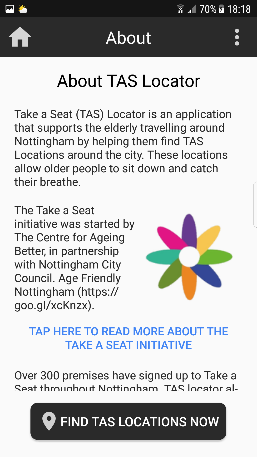 70% 18:18
About
About TAS Locator
Take a Seat (TAS) Locator is an application
that supports the elderly travelling around
Nottingham by helping them find TAS
Locations around the city. These locations
allow older people to sit down and catch
their breathe.
The Take a Seat
initiative was started by
The Centre for Ageing
Better, in partnership
with Nottingham City
Council. Age Friendly
Nottingham (https://
goo.gl/xcKnzx).
TAP HERE TO READ MORE ABOUT THE
TAKE A SEAT INITIATIVE
Over 300 premises have signed up to Take a
Seat throughout Nottingham. TAS locator al-
FIND TAS LOCATIONS NOW